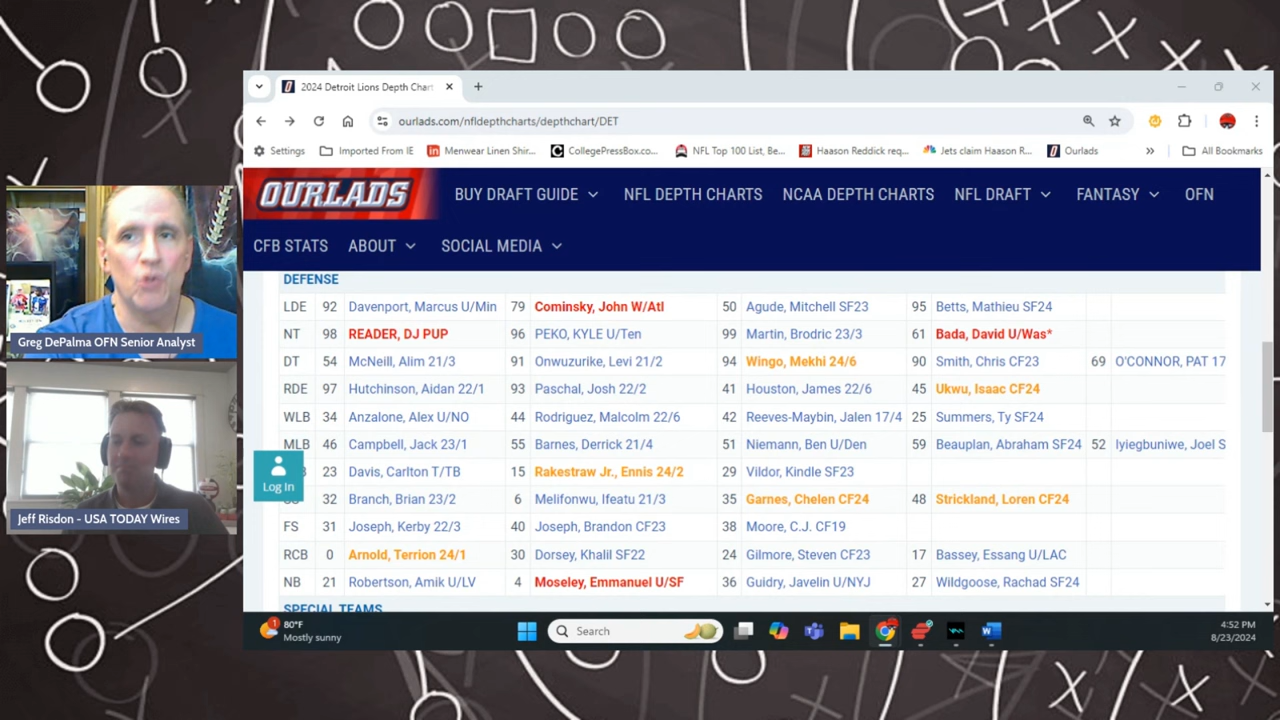 2024 Detroit Lions Depth Chart
ourlads.com/nfldepthcharts/depthchart/DET
Settings Imported From IE Menwear Linen Shir... CollegePressBox.co... NFL Top 100 List, Be... Haason Reddick req... Jets claim Haason R... Ourlads » All Bookmarks
OURLADS BUY DRAFT GUIDE NFL DEPTH CHARTS NCAA DEPTH CHARTS NFL DRAFT FANTASY OFN
CFB STATS ABOUT SOCIAL MEDIA
DEFENSE
LDE 92 Davenport, Marcus U/Min 79 Cominsky, John W/Atl 50 Agude, Mitchell SF23 95 Betts, Mathieu SF24
NT 98 READER, DJ PUP 96 PEKO, KYLE U/Ten 99 Martin, Brodric 23/3 61 Bada, David U/Was*
DT 54 McNeill, Alim 21/3 91 Onwuzurike, Levi 21/2 94 Wingo, Mekhi 24/6 90 Smith, Chris CF23 69 O'CONNOR, PAT 17
RDE 97 Hutchinson, Aidan 22/1 93 Paschal, Josh 22/2 41 Houston, James 22/6 45 Ukwu, Isaac CF24
WLB 34 Anzalone, Alex U/NO 44 Rodriguez, Malcolm 22/6 42 Reeves-Maybin, Jalen 17/4 25 Summers, Ty SF24
MLB 46 Campbell, Jack 23/1 55 Barnes, Derrick 21/4 51 Niemann, Ben U/Den 59 Beauplan, Abraham SF24 52 Iyiegbuniwe, Joel S
23 Davis, Carlton T/TB 15 Rakestraw Jr., Ennis 24/2 29 Vildor, Kindle SF23
32 Branch, Brian 23/2 6 Melifonwu, Ifeatu 21/3 35 Garnes, Chelen CF24 48 Strickland, Loren CF24
FS 31 Joseph, Kerby 22/3 40 Joseph, Brandon CF23 38 Moore, C.J. CF19
RCB 0 Arnold, Terrion 24/1 30 Dorsey, Khalil SF22 24 Gilmore, Steven CF23 17 Bassey, Essang U/LAC
NB 21 Robertson, Amik U/LV 4 Moseley, Emmanuel U/SF 36 Guidry, Javelin U/NYJ 27 Wildgoose, Rachad SF24
SPECIAL TEAMS
Log In
Greg DePalma OFN Senior Analyst
Jeff Risdon - USA TODAY Wires
1
80°F
Mostly sunny
Search
4:52 PM
8/23/2024